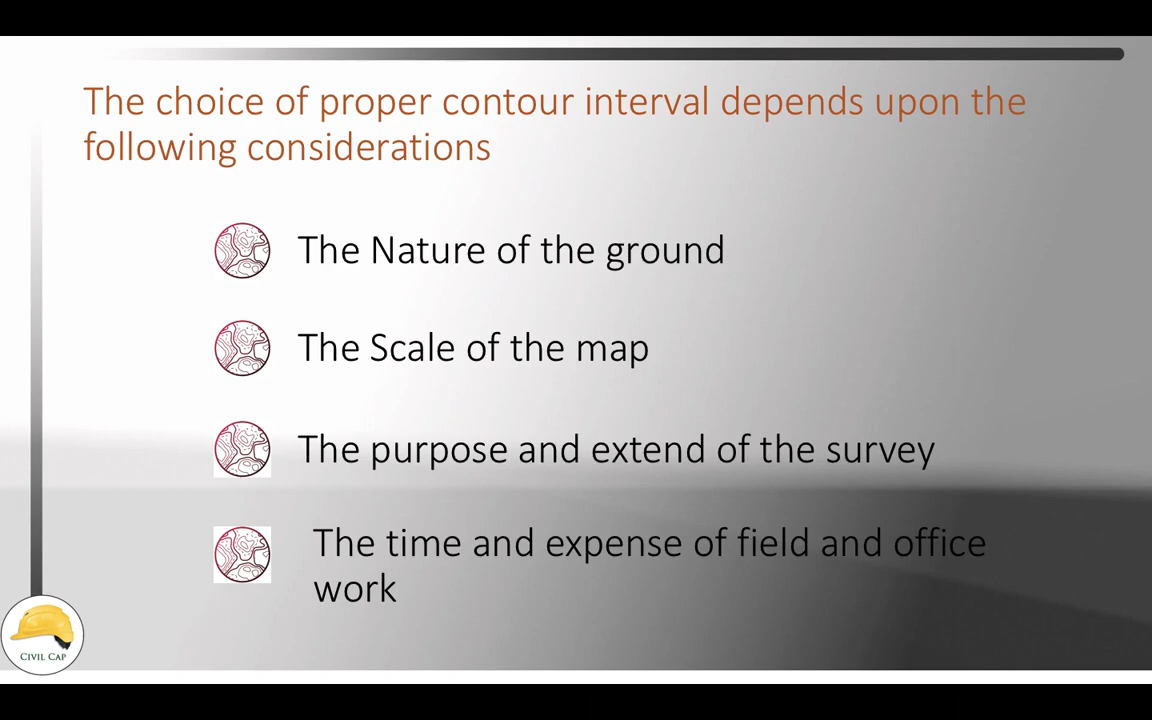 The choice of proper contour interval depends upon the
following considerations
The Nature of the ground
The Scale of the map
The purpose and extend of the survey
The time and expense of field and office
work
CIVIL CAP